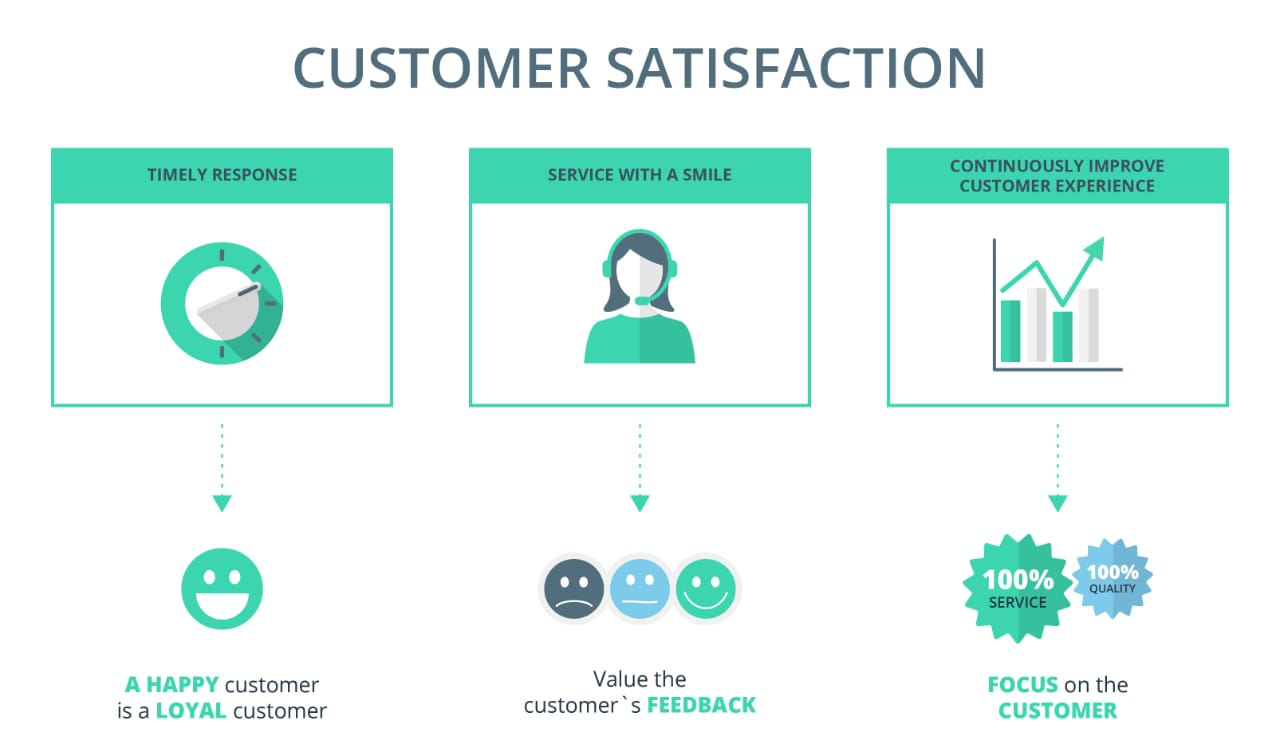 CUSTOMER SATISFACTION
TIMELY RESPONSE
SERVICE WITH A SMILE
CONTINUOUSLY IMPROVE
CUSTOMER EXPERIENCE
100%
SERVICE
100%
QUALITY
A HAPPY customer
is a LOYAL customer
Value the
customer`s FEEDBACK
FOCUS on the
CUSTOMER